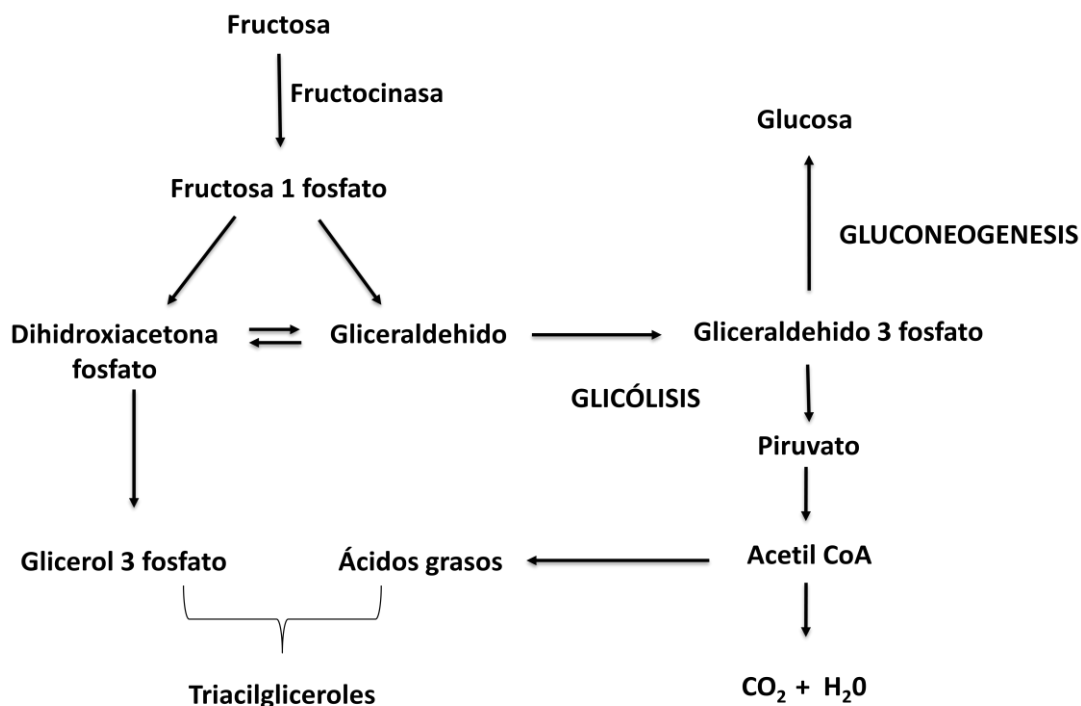 Fructosa
Fructocinasa
Glucosa
Fructosa 1 fosfato
GLUCONEOGENESIS
Dihidroxiacetona
fosfato
Gliceraldehido
Gliceraldehido 3 fosfato
GLICÓLISIS
Piruvato
Glicerol 3 fosfato
Ácidos grasos
Acetil CoA
Triacilgliceroles
CO₂ + H₂0